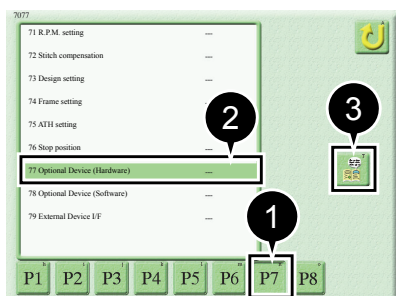 7077
71 R.P.M. setting ---
72 Stitch compensation ---
73 Design setting ---
74 Frame setting
75 ATH setting
76 Stop position
77 Optional Device (Hardware) ---
78 Optional Device (Software) ---
79 External Device I/F ---
2
3
1
h i j k l m o
P1 P2 P3 P4 P5 P6 P7 P8